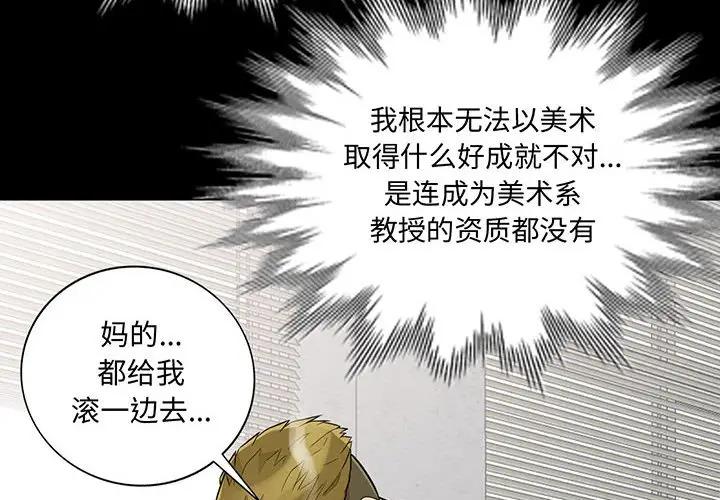 我根本无法以美术
取得什么好成就不对...
是连成为美术系
教授的资质都没有
妈的...
都给我
滚一边去...